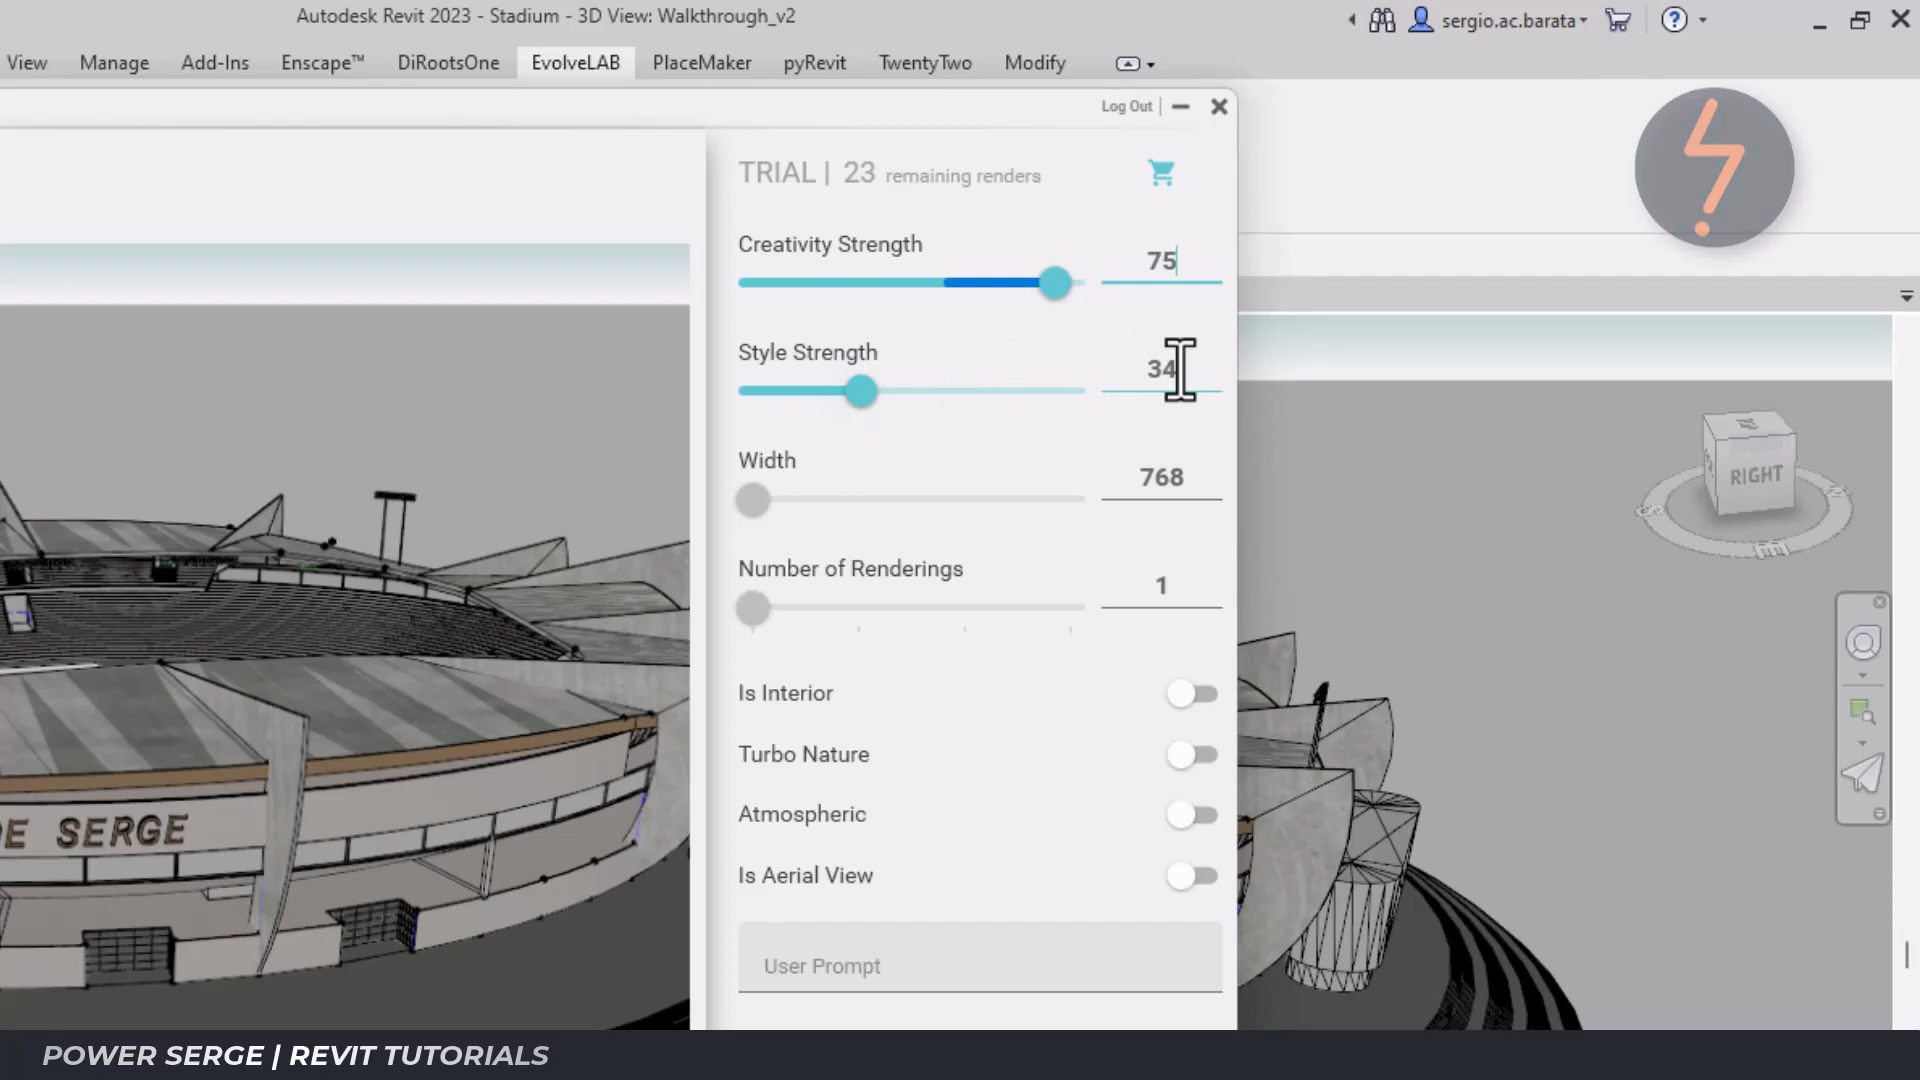 Autodesk Revit 2023 - Stadium - 3D View: Walkthrough_v2
sergio.ac.barata
View Manage Add-Ins Enscape™ DiRootsOne EvolveLAB PlaceMaker pyRevit TwentyTwo Modify
Log Out
TRIAL | 23 remaining renders
Creativity Strength
75
Style Strength
34
Width
768
Number of Renderings
1
Is Interior
Turbo Nature
Atmospheric
Is Aerial View
User Prompt
RIGHT
DE SERGE
POWER SERGE | REVIT TUTORIALS